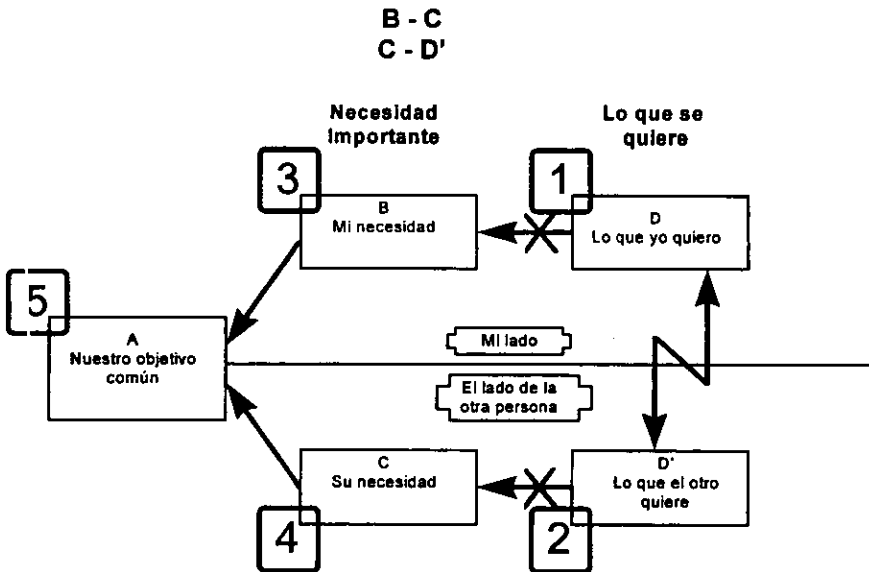 B - C
C - D'
Necesidad
Importante
Lo que se
quiere
3
1
B
Mi necesidad
D
Lo que yo quiero
5
A
Nuestro objetivo
común
Mi lado
El lado de la
otra persona
C
Su necesidad
D'
Lo que el otro
quiere
4
2